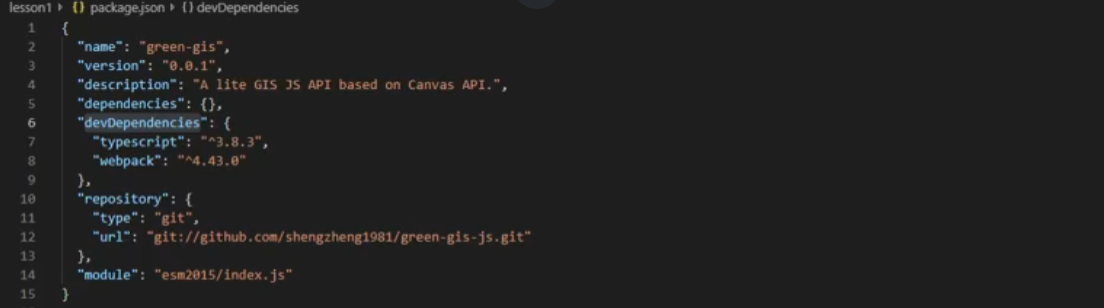 lesson1 › {} package.json › {} devDependencies
1 {
2 "name": "green-gis",
3 "version": "0.0.1",
4 "description": "A lite GIS JS API based on Canvas API.",
5 "dependencies": {},
6 "devDependencies": {
7 "typescript": "^3.8.3",
8 "webpack": "^4.43.0"
9 },
10 "repository": {
11 "type": "git",
12 "url": "git://github.com/shengzheng1981/green-gis-js.git"
13 },
14 "module": "esm2015/index.js"
15 }